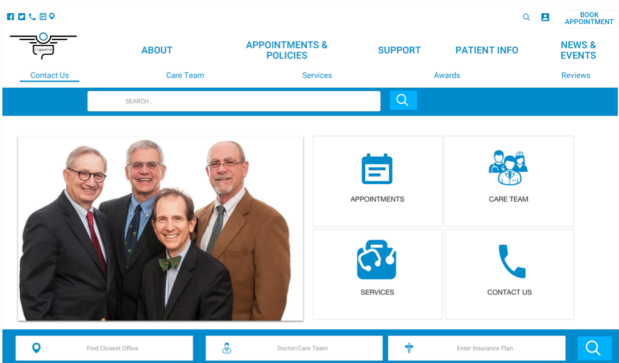 BOOK
APPOINTMENT
ABOUT
APPOINTMENTS &
POLICIES
SUPPORT
PATIENT INFO
NEWS &
EVENTS
Contact Us
Care Team
Services
Awards
Reviews
SEARCH...
APPOINTMENTS
CARE TEAM
SERVICES
CONTACT US
Find Closest Office
Doctor/Care Team
Enter Insurance Plan